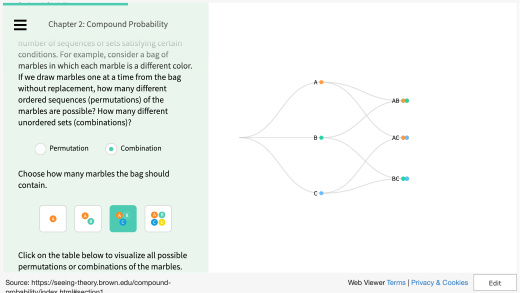 Chapter 2: Compound Probability
number of sequences or sets satisfying certain
conditions. For example, consider a bag of
marbles in which each marble is a different color.
If we draw marbles one at a time from the bag
without replacement, how many different
ordered sequences (permutations) of the
marbles are possible? How many different
unordered sets (combinations)?
Permutation
Combination
Choose how many marbles the bag should
contain.
Click on the table below to visualize all possible
permutations or combinations of the marbles.
A
B
C
AB
AC
BC
Source: https://seeing-theory.brown.edu/compound-
probability/index.html#section1
Web Viewer Terms | Privacy & Cookies
Edit